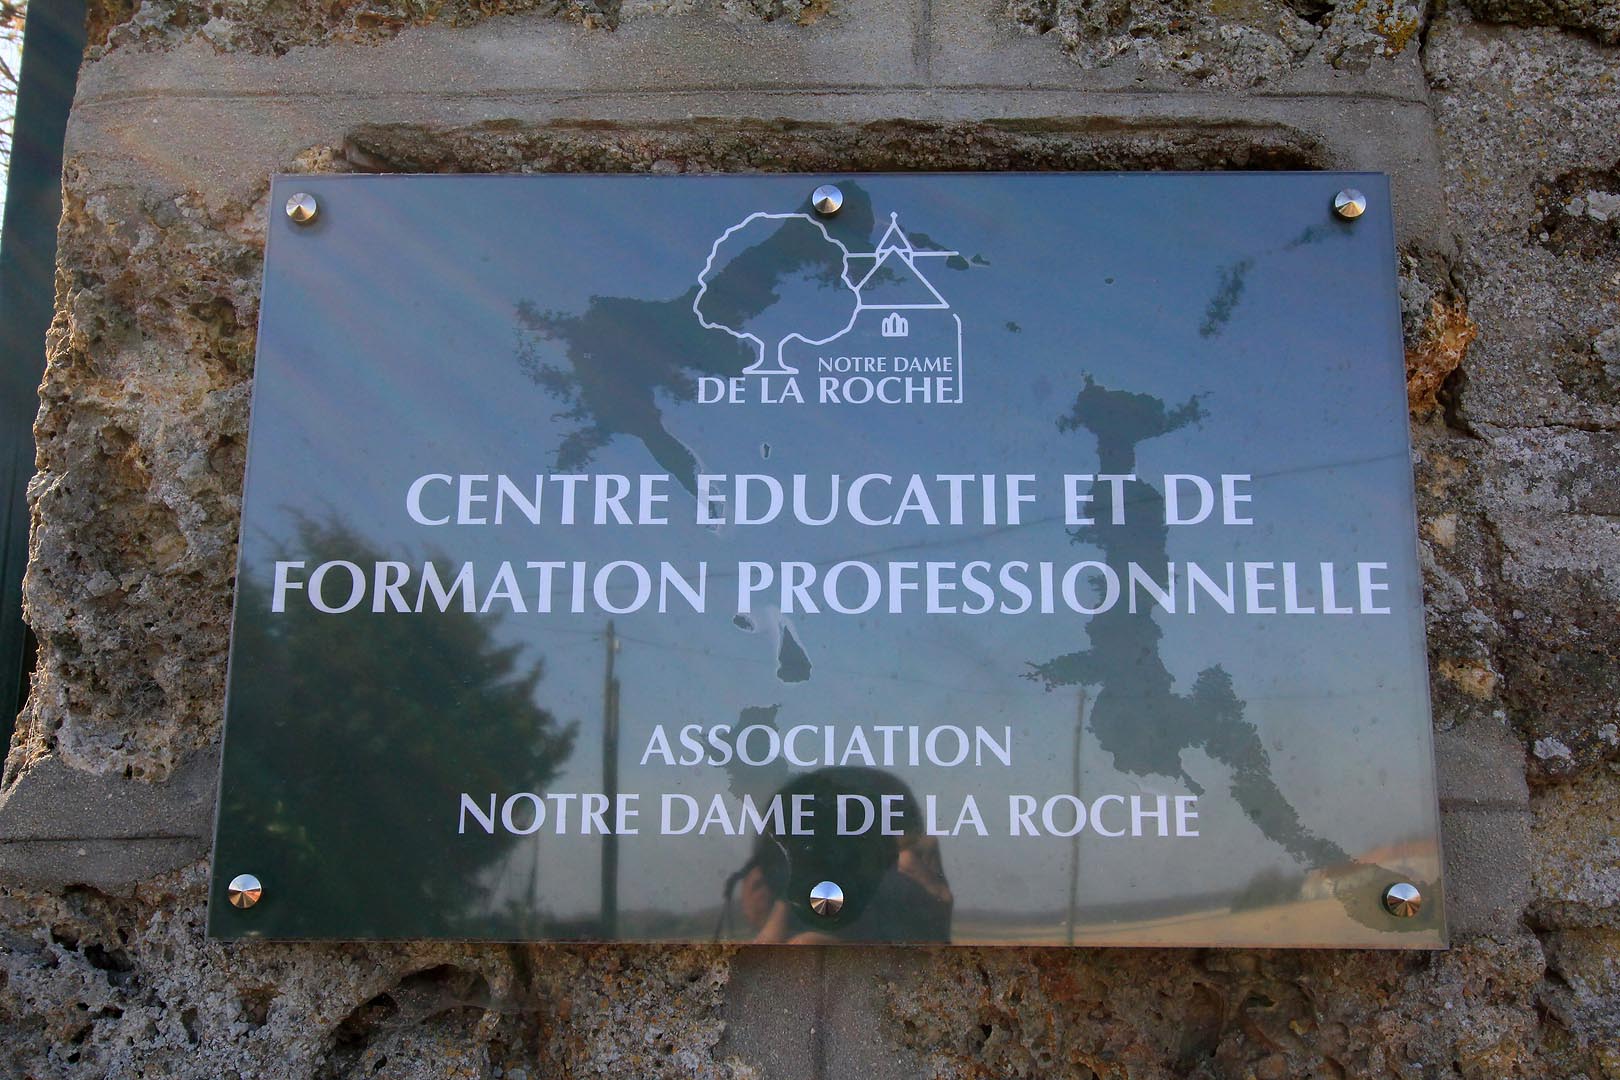 NOTRE DAME
DE LA ROCHE
CENTRE EDUCATIF ET DE
FORMATION PROFESSIONNELLE
ASSOCIATION
NOTRE DAME DE LA ROCHE